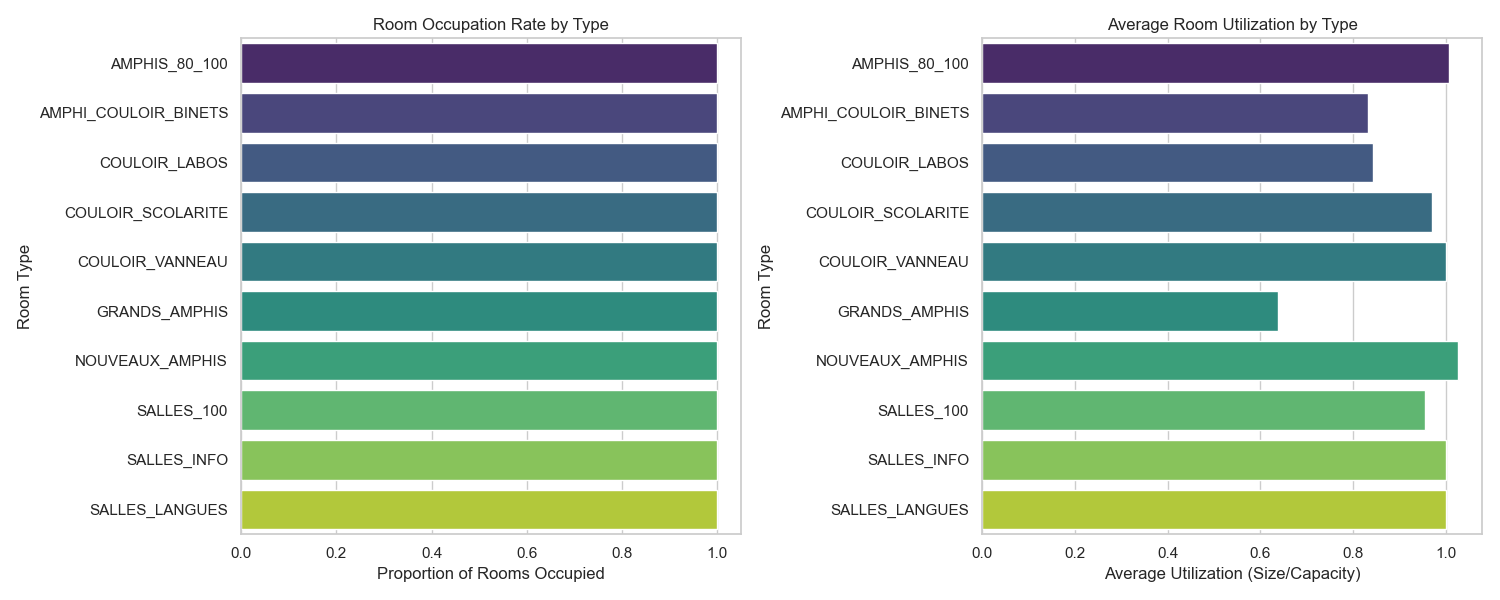 Room Occupation Rate by Type
Room Type
AMPHIS_80_100
AMPHI_COULOIR_BINETS
COULOIR_LABOS
COULOIR_SCOLARITE
COULOIR_VANNEAU
GRANDS_AMPHIS
NOUVEAUX_AMPHIS
SALLES_100
SALLES_INFO
SALLES_LANGUES
0.0 0.2 0.4 0.6 0.8 1.0
Proportion of Rooms Occupied
Average Room Utilization by Type
Room Type
AMPHIS_80_100
AMPHI_COULOIR_BINETS
COULOIR_LABOS
COULOIR_SCOLARITE
COULOIR_VANNEAU
GRANDS_AMPHIS
NOUVEAUX_AMPHIS
SALLES_100
SALLES_INFO
SALLES_LANGUES
0.0 0.2 0.4 0.6 0.8 1.0
Average Utilization (Size/Capacity)